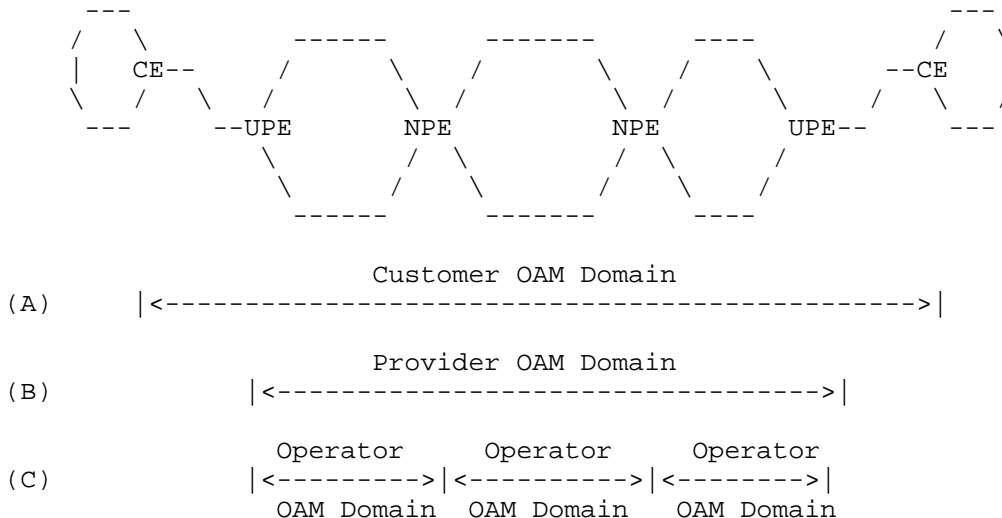 CE CE
UPE NPE NPE UPE
Customer OAM Domain
(A)
Provider OAM Domain
(B)
Operator Operator Operator
(C)
OAM Domain OAM Domain OAM Domain